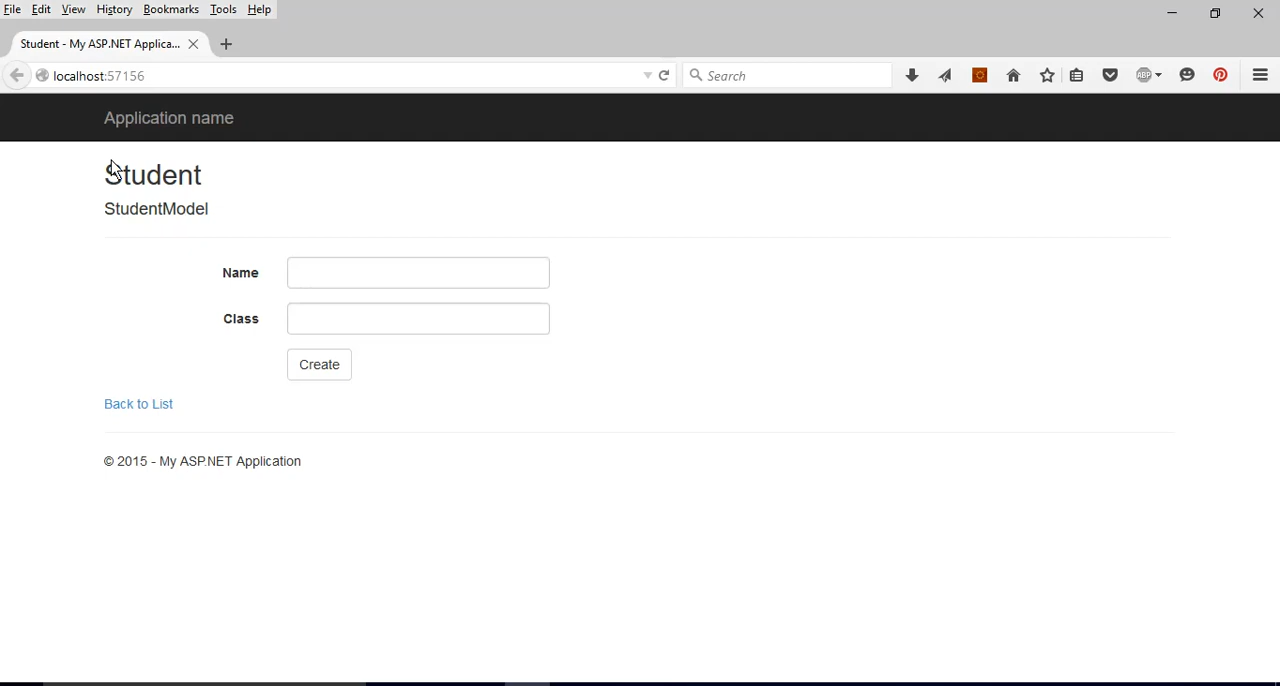 File Edit View History Bookmarks Tools Help
Student - My ASP.NET Applica...
localhost:57156
Search
ABP
Application name
Student
StudentModel
Name
Class
Create
Back to List
© 2015 - My ASP.NET Application